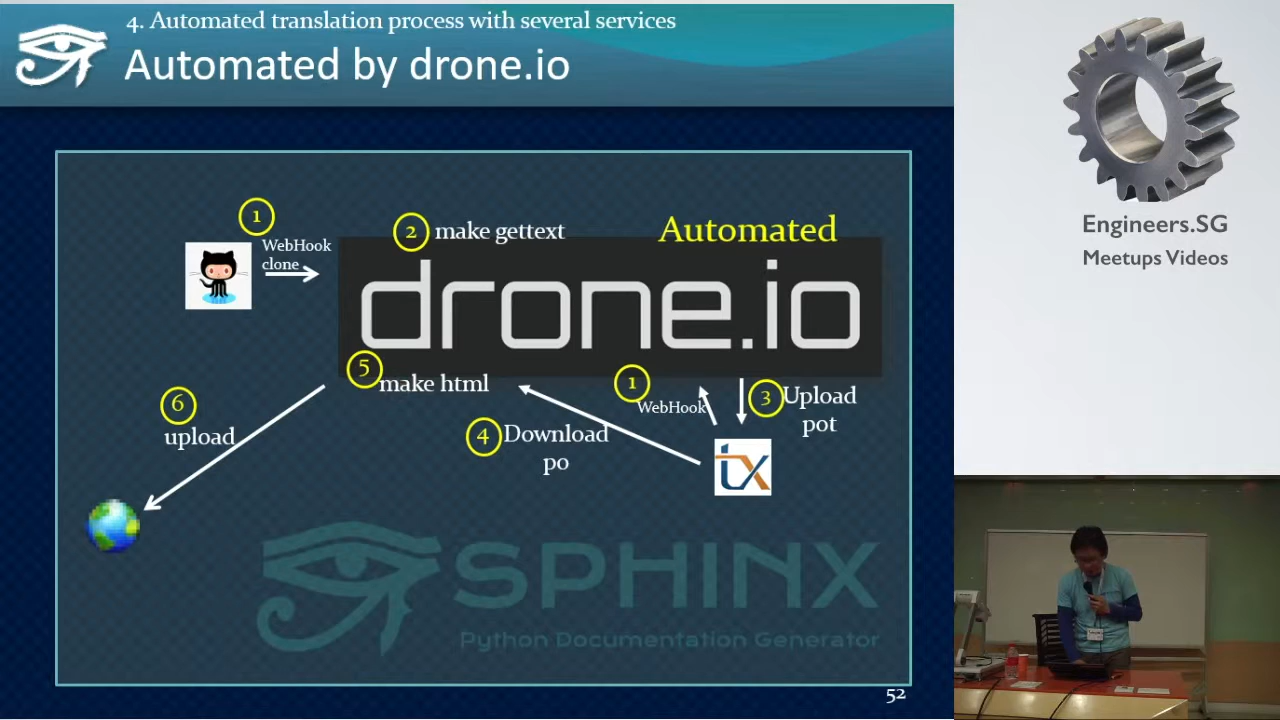 4. Automated translation process with several services
Automated by drone.io
1
WebHook
clone
2 make gettext
Automated
drone.io
5
make html
1
WebHook
3 Upload
pot
4 Download
po
6
upload
tx
SPHINX
Python Documentation Generator
52
Engineers.SG
Meetups Videos